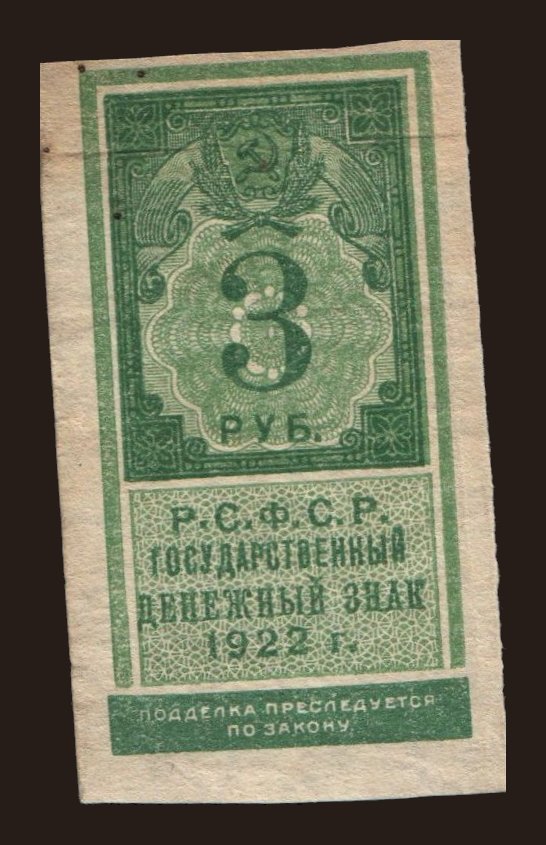 3
РУБ.
Р.С.Ф.С.Р.
ГОСУДАРСТВЕННЫЙ
ДЕНЕЖНЫЙ ЗНАК
1922 г.
ПОДДЕЛКА ПРЕСЛЕДУЕТСЯ
ПО ЗАКОНУ